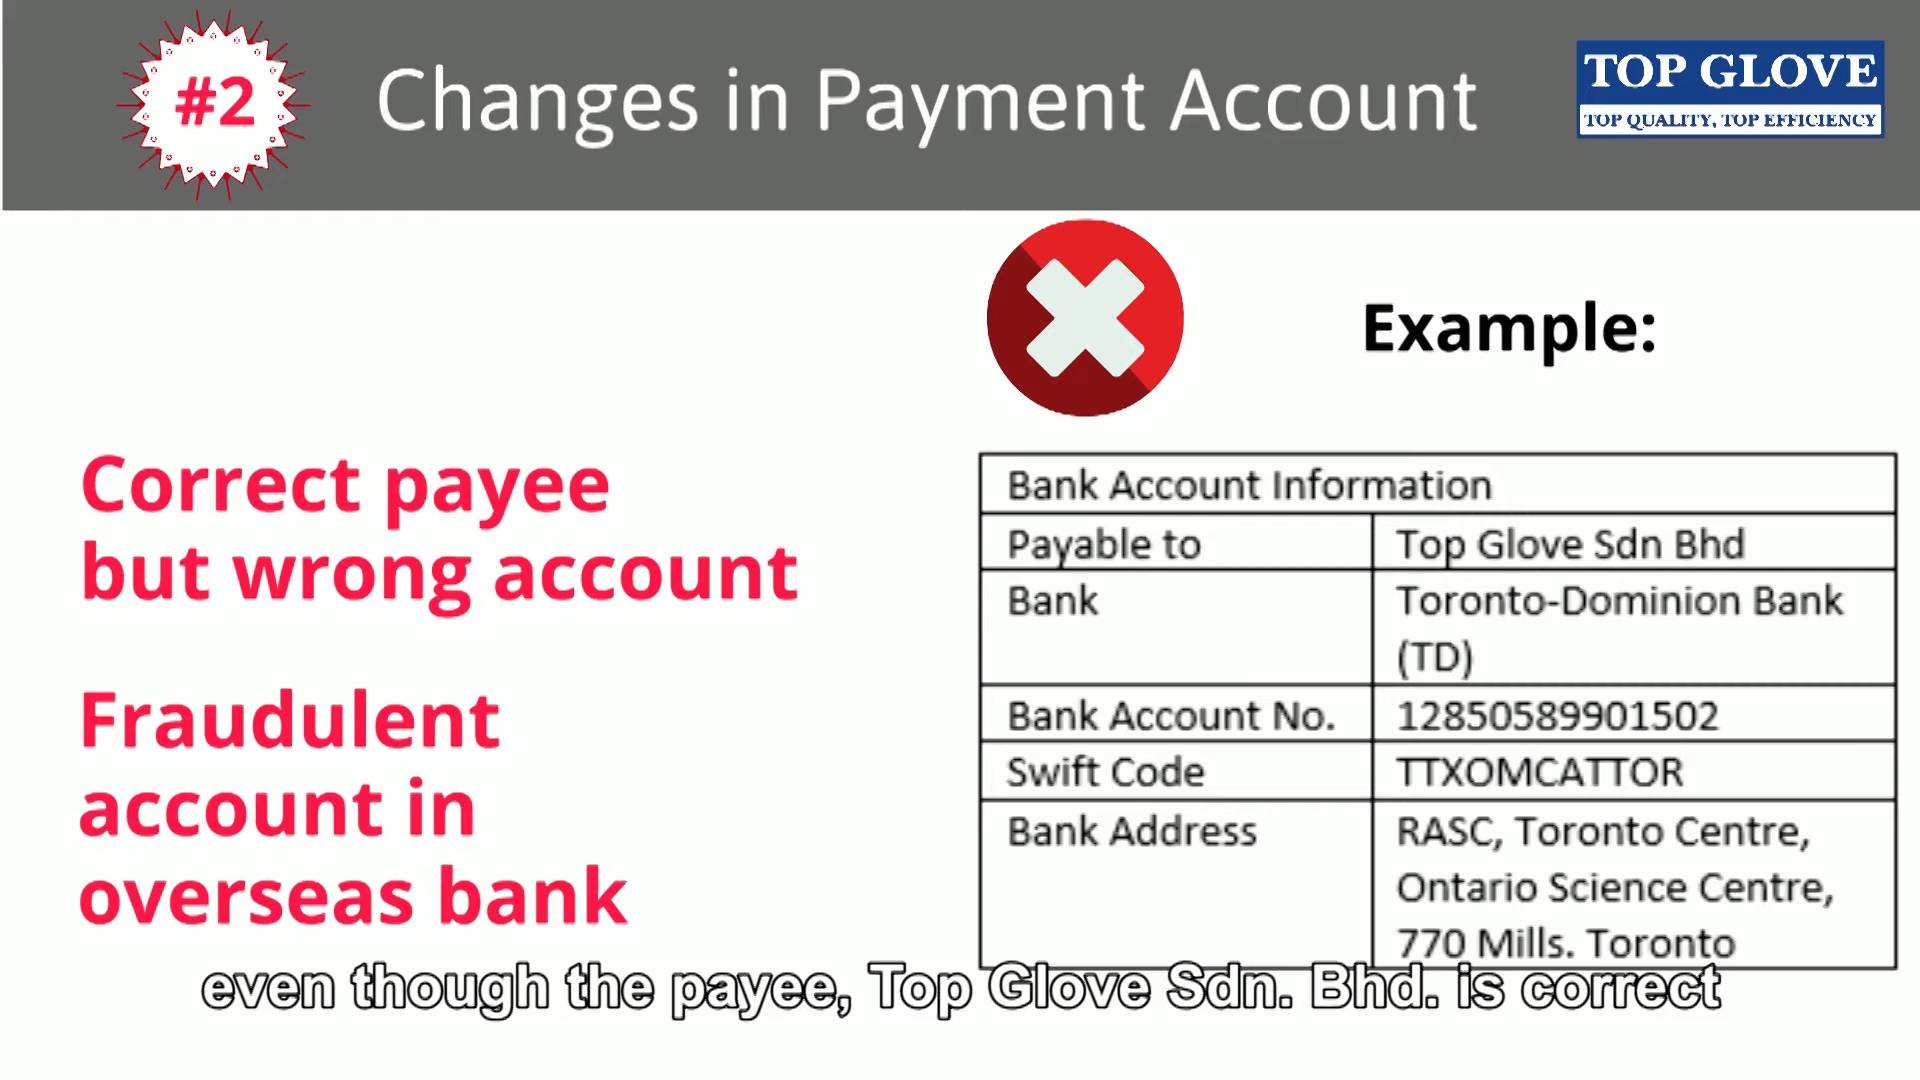 #2
Changes in Payment Account
TOP GLOVE
TOP QUALITY, TOP EFFICIENCY
Example:
Correct payee
but wrong account
Fraudulent
account in
overseas bank
Bank Account Information
Payable to
Top Glove Sdn Bhd
Bank
Toronto-Dominion Bank
(TD)
Bank Account No.
12850589901502
Swift Code
TTXOMCATTOR
Bank Address
RASC, Toronto Centre,
Ontario Science Centre,
770 Mills. Toronto
even though the payee, Top Glove Sdn. Bhd. is correct